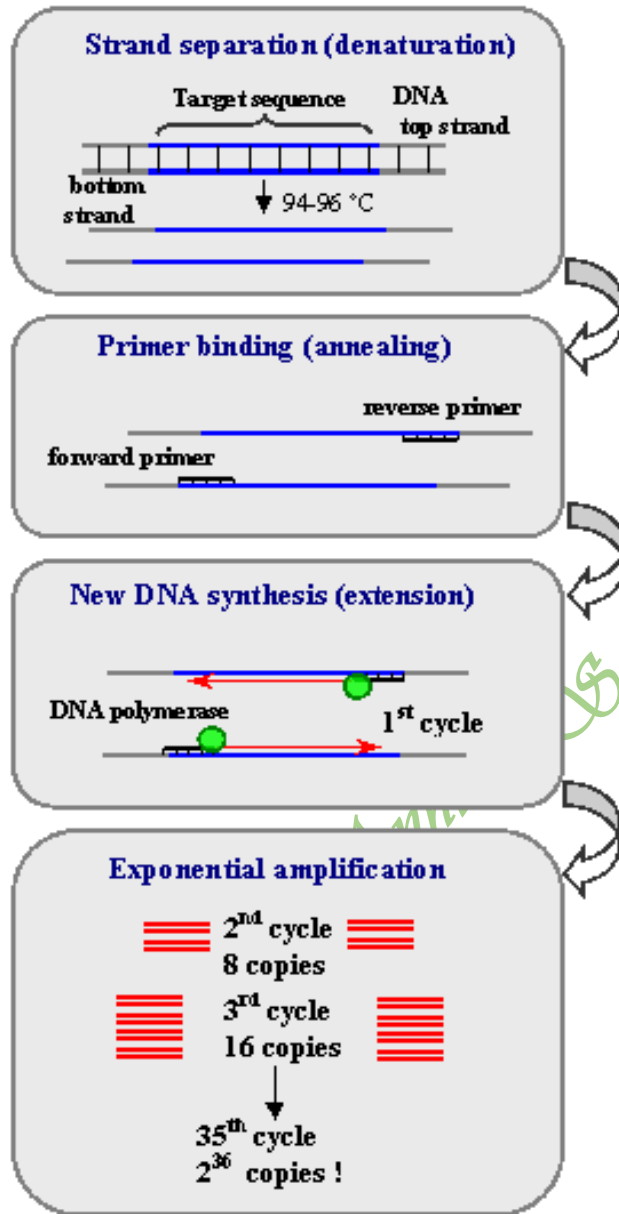 Strand separation (denaturation)
Target sequence
DNA
top strand
bottom
strand
94-96 °C
Primer binding (annealing)
reverse primer
forward primer
New DNA synthesis (extension)
DNA polymerase
1st cycle
Exponential amplification
2nd cycle
8 copies
3rd cycle
16 copies
35th cycle
2^36 copies !